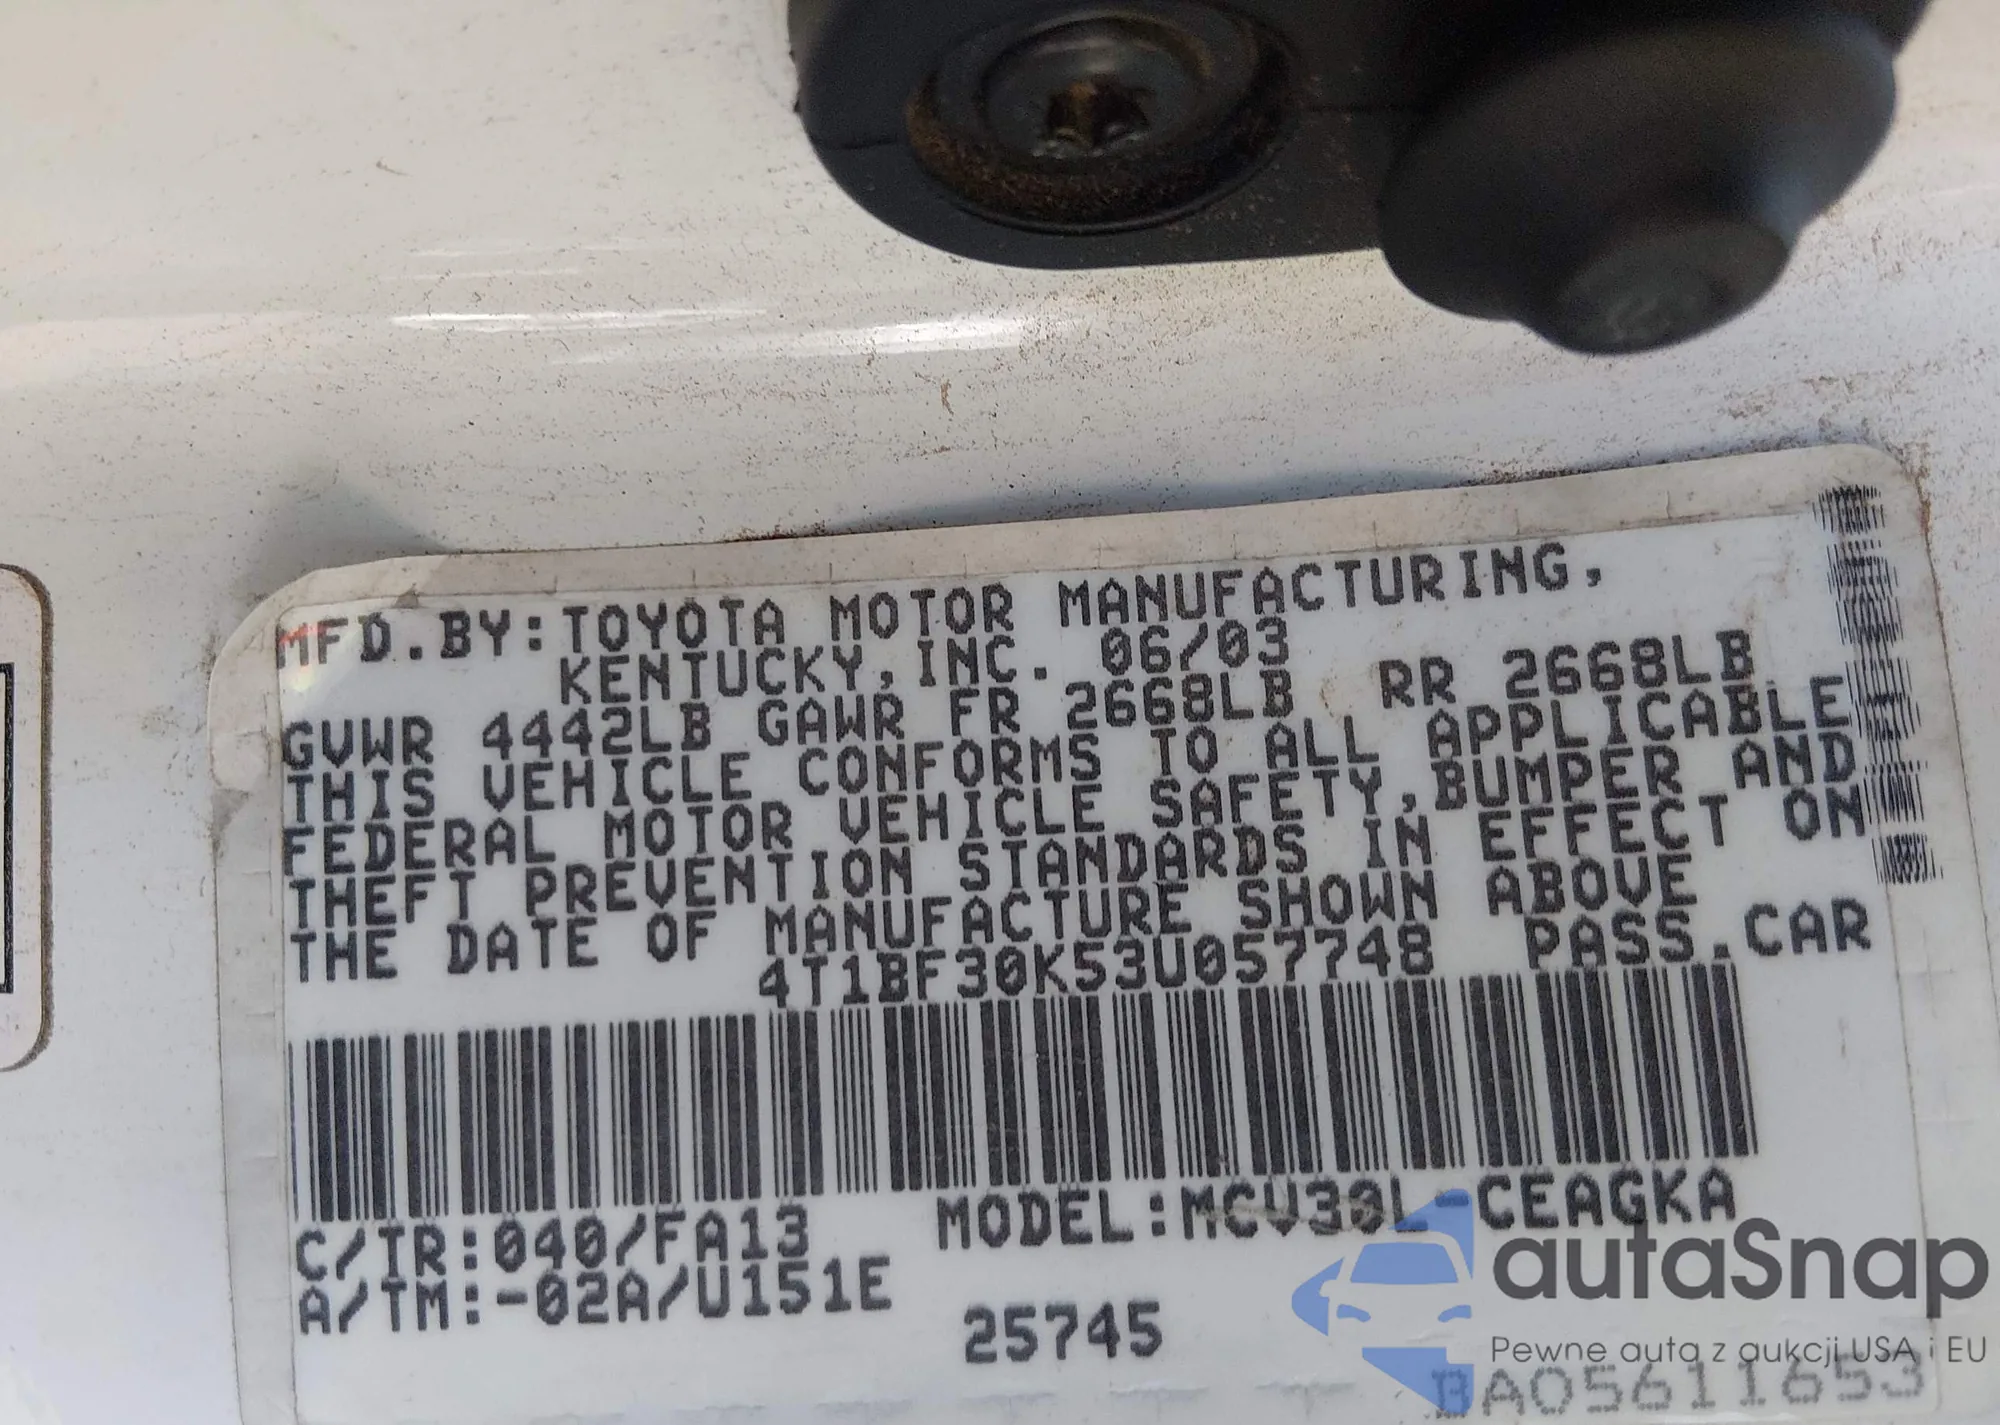 MFD.BY:TOYOTA MOTOR MANUFACTURING,
KENTUCKY,INC. 06/03
GVWR 4442LB GAWR FR 2668LB RR 2668LB
THIS VEHICLE CONFORMS TO ALL APPLICABLE
FEDERAL MOTOR VEHICLE SAFETY,BUMPER AND
THEFT PREVENTION STANDARDS IN EFFECT ON
THE DATE OF MANUFACTURE SHOWN ABOVE
4T1BF30K53U057748 PASS.CAR
C/TR:040/FA13 MODEL:MCV30L-CEAGKA
A/TM:-02A/U151E
25745
autaSnap
Pewne auta z aukcji USA i EU
BA05611653